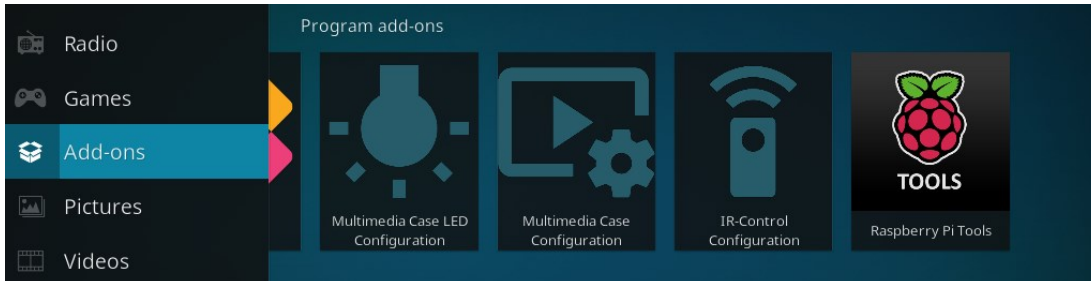 Radio
Games
Add-ons
Pictures
Videos
Program add-ons
Multimedia Case LED
Configuration
Multimedia Case
Configuration
IR-Control
Configuration
TOOLS
Raspberry Pi Tools